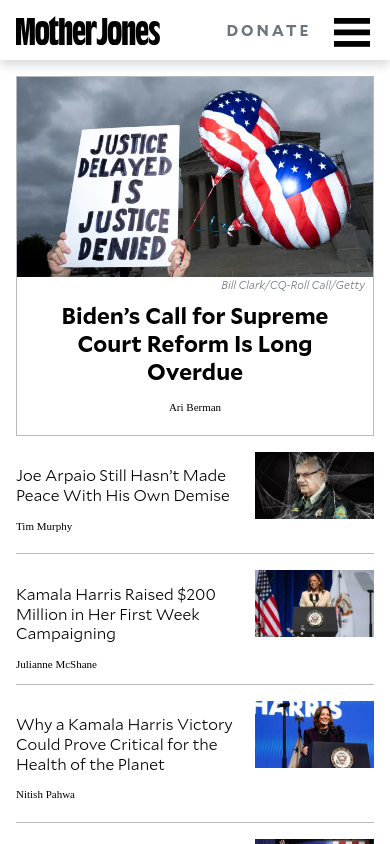 Mother Jones
DONATE
JUSTICE
DELAYED
IS
JUSTICE
DENIED
Bill Clark/CQ-Roll Call/Getty
Biden’s Call for Supreme
Court Reform Is Long
Overdue
Ari Berman
Joe Arpaio Still Hasn’t Made
Peace With His Own Demise
Tim Murphy
Kamala Harris Raised $200
Million in Her First Week
Campaigning
Julianne McShane
HARRIS
Why a Kamala Harris Victory
Could Prove Critical for the
Health of the Planet
Nitish Pahwa